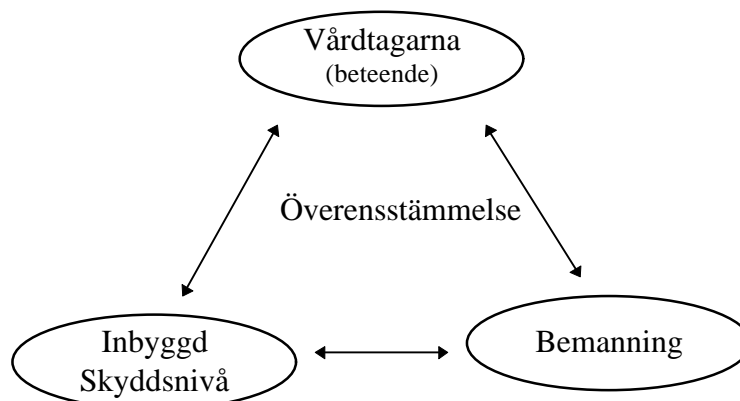 Vårdtagarna
(beteende)
Överensstämmelse
Inbyggd
Skyddsnivå
Bemanning